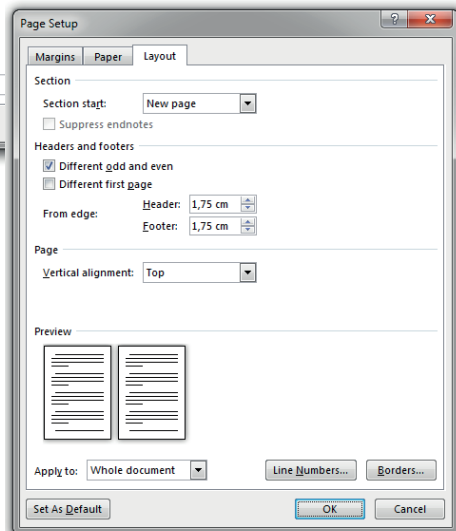 Page Setup
Margins Paper Layout
Section
Section start: New page
Suppress endnotes
Headers and footers
Different odd and even
Different first page
Header: 1,75 cm
From edge:
Footer: 1,75 cm
Page
Vertical alignment: Top
Preview
Apply to: Whole document Line Numbers... Borders...
Set As Default OK Cancel